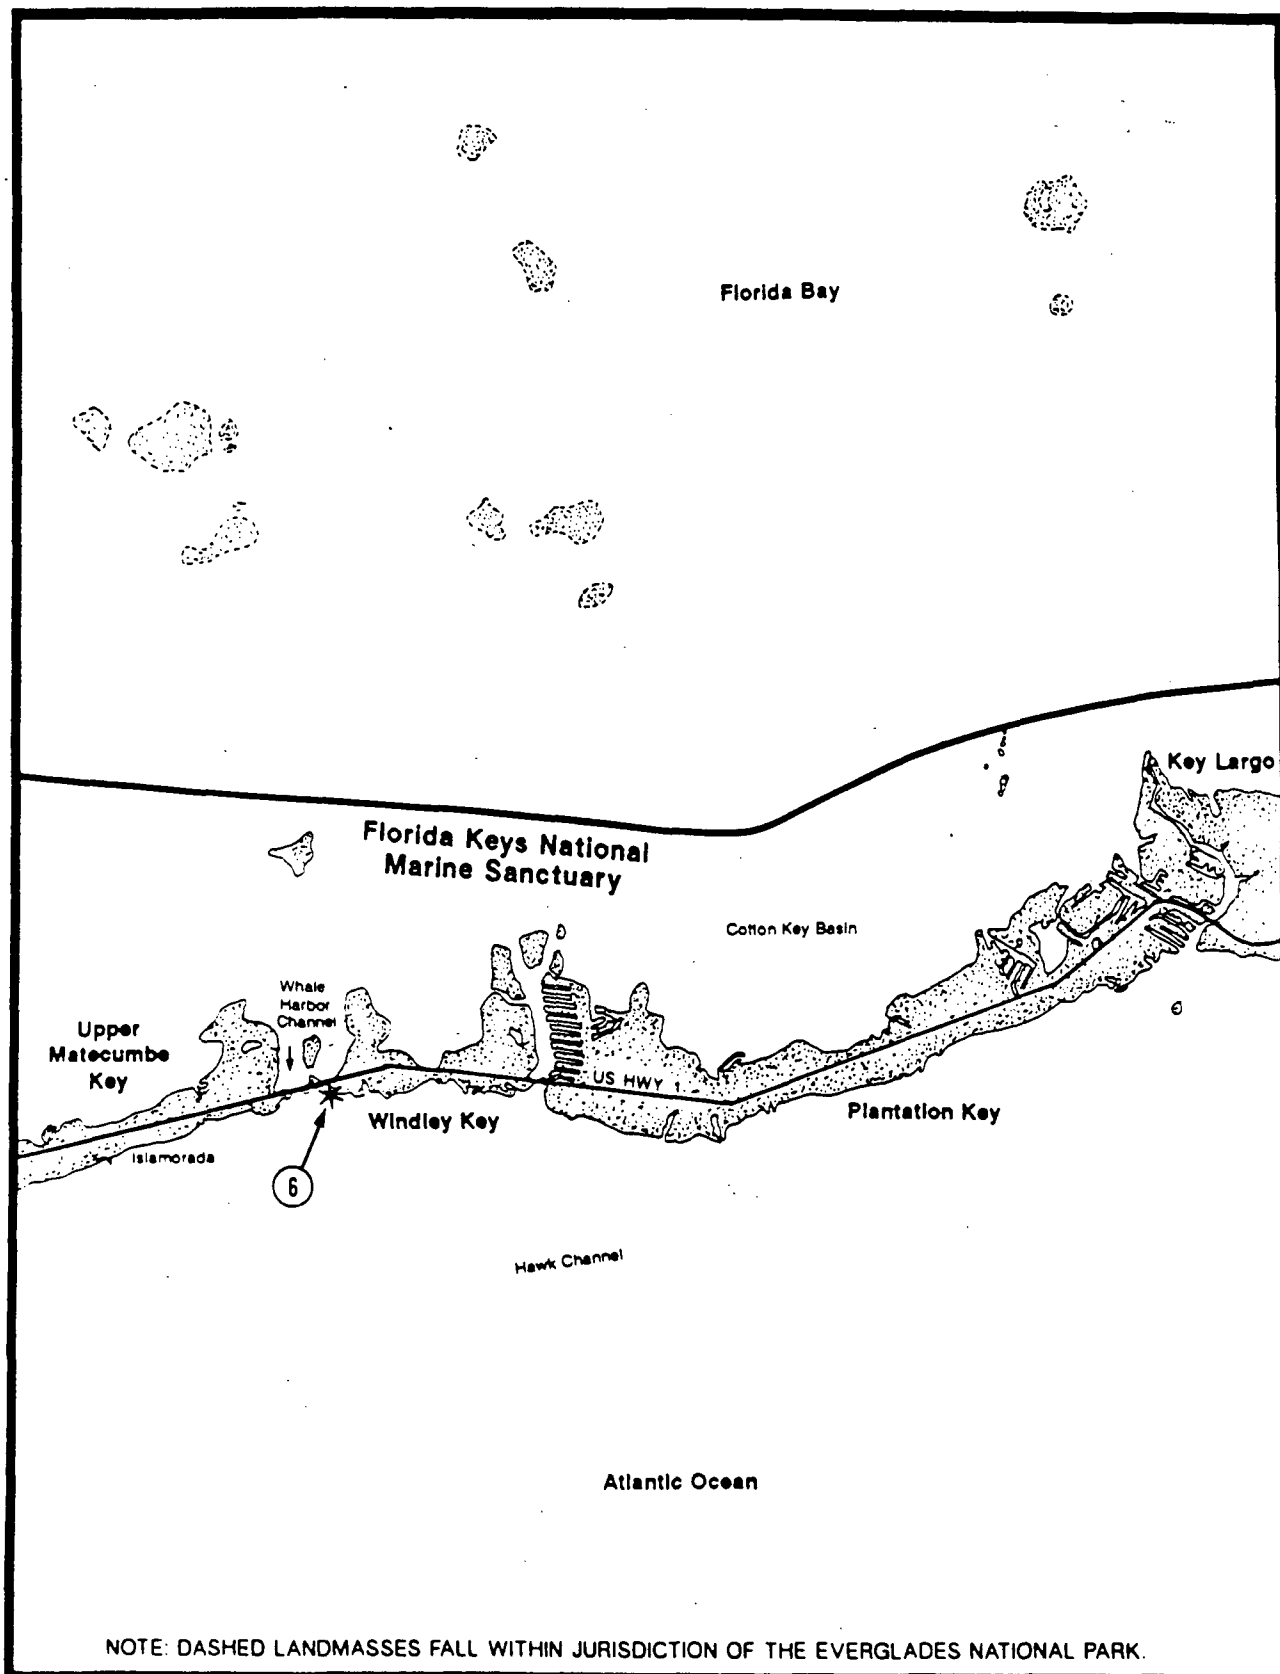 Florida Bay
Key Largo
Florida Keys National
Marine Sanctuary
Cotton Key Basin
Whale
Harbor
Channel
Upper
Matecumbe
Key
US HWY 1
Windley Key
Plantation Key
Islamorada
6
Hawk Channel
Atlantic Ocean
NOTE: DASHED LANDMASSES FALL WITHIN JURISDICTION OF THE EVERGLADES NATIONAL PARK.